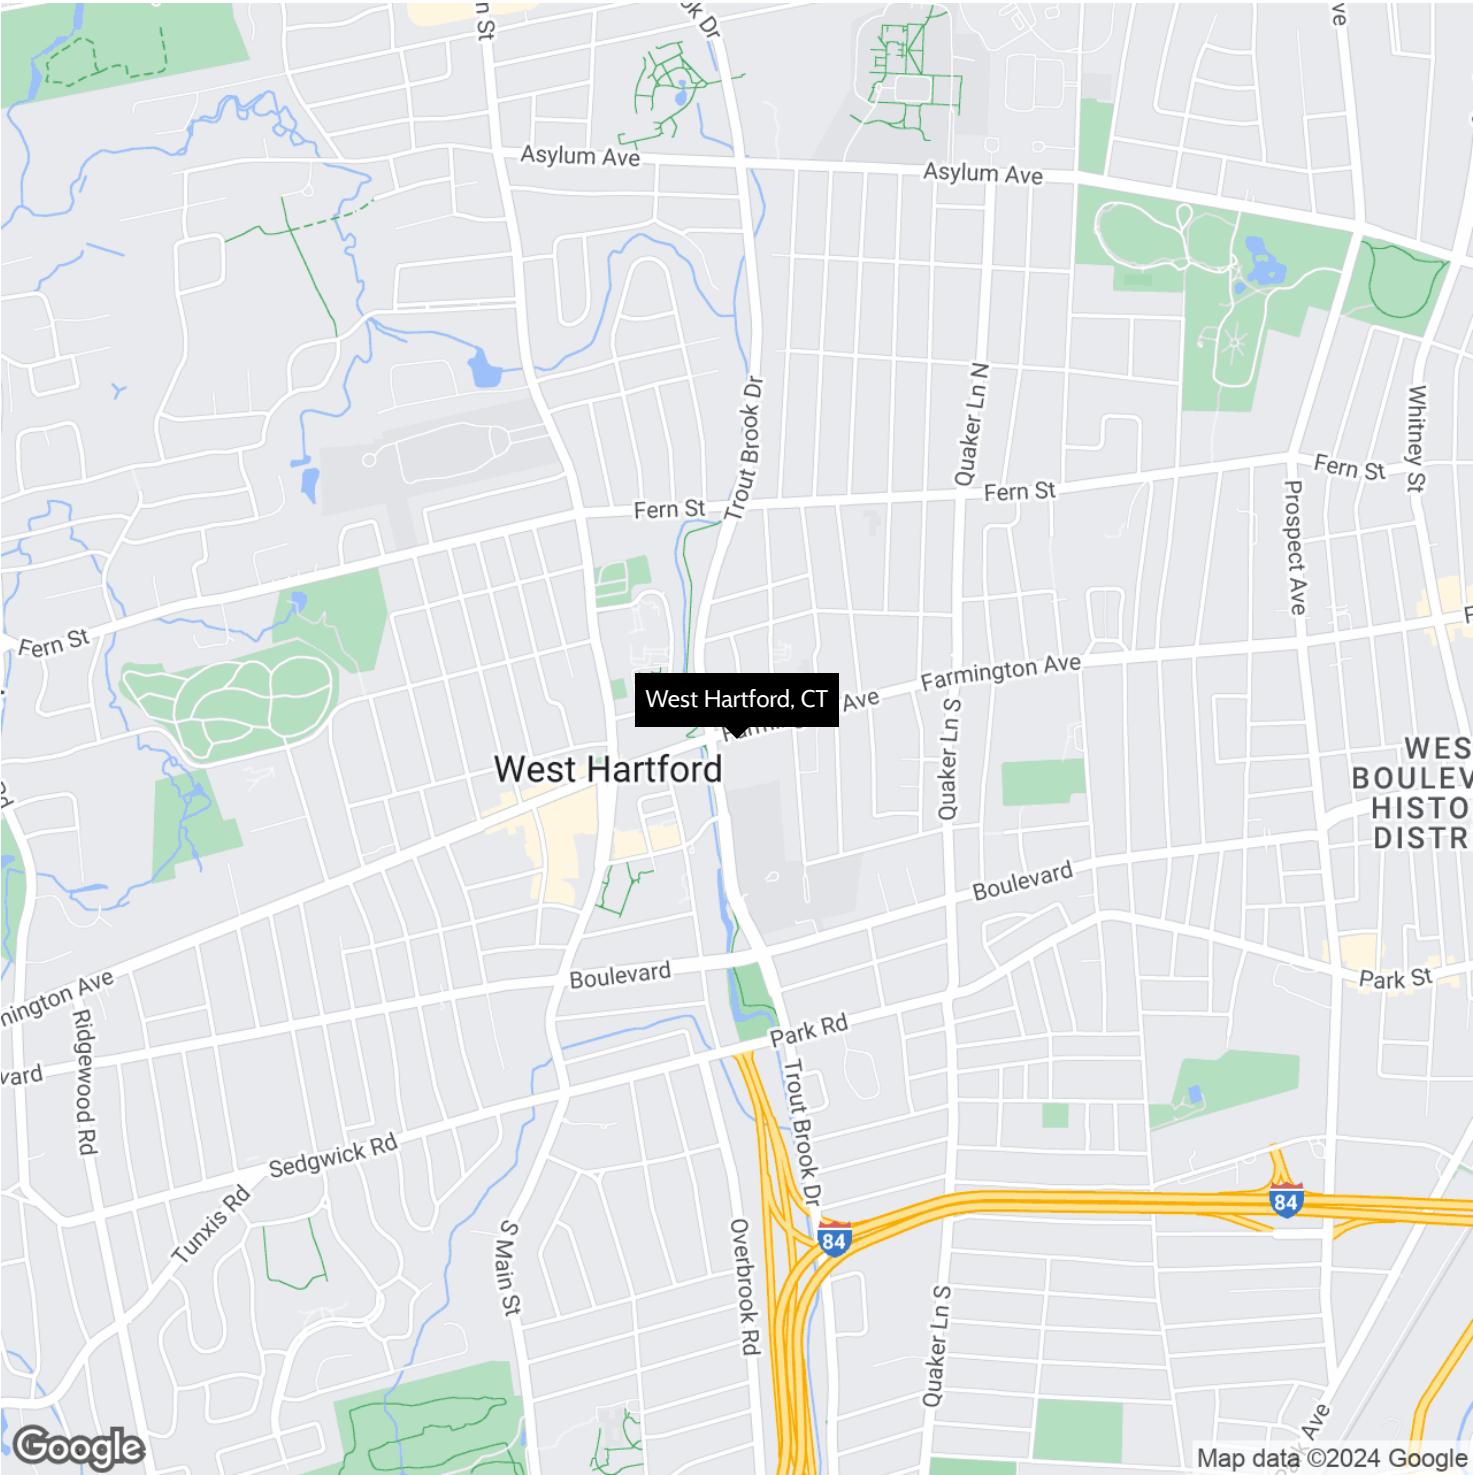 Asylum Ave
Asylum Ave
Trout Brook Dr
Quaker Ln N
Whitney St
Fern St
Fern St
Fern St
Prospect Ave
Fern St
Farmington Ave
West Hartford, CT
Ave
Quaker Ln S
West Hartford
WES
BOULEV
HISTO
DISTR
Boulevard
Boulevard
Park St
mington Ave
Ridgewood Rd
Park Rd
vard
Trout Brook Dr
Sedgwick Rd
Tunxis Rd
84
84
S Main St
Overbrook Rd
Quaker Ln S
Ave
Google
Map data ©2024 Google